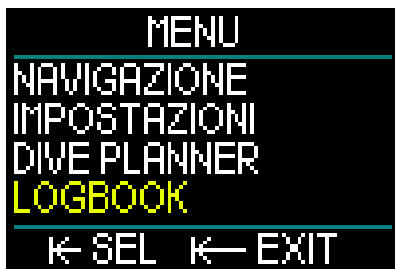 MENU
NAVIGAZIONE
IMPOSTAZIONI
DIVE PLANNER
LOGBOOK
SEL EXIT